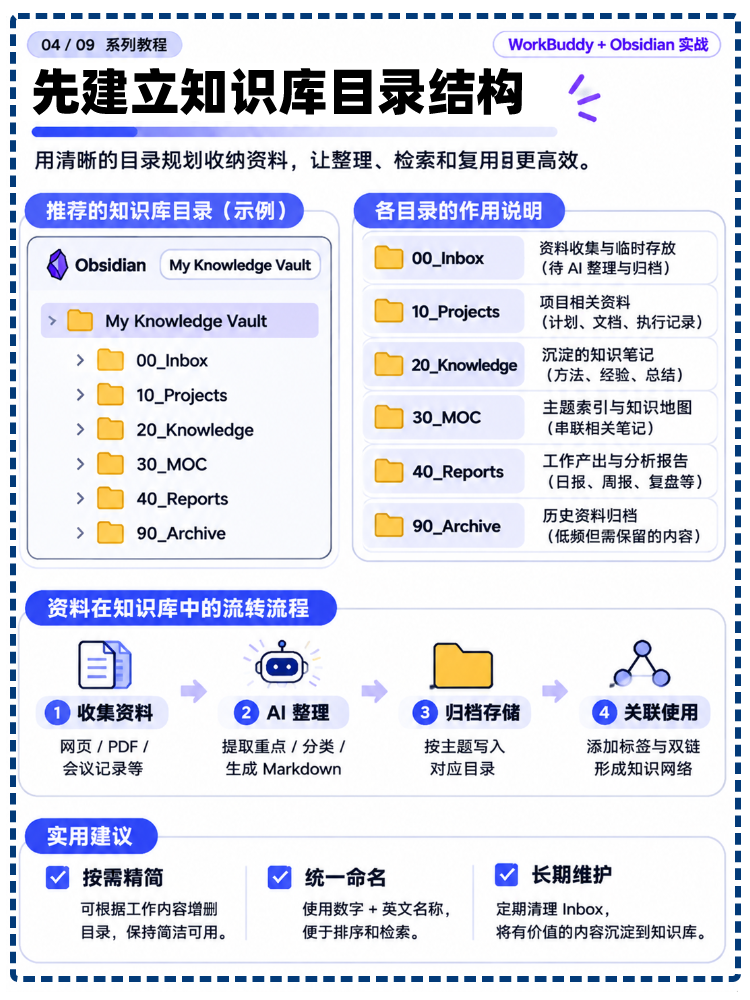 04 / 09 系列教程
WorkBuddy + Obsidian 实战
先建立知识库目录结构
用清晰的目录规划收纳资料，让整理、检索和复用更高效。
推荐的知识库目录（示例）
Obsidian
My Knowledge Vault
My Knowledge Vault
00_Inbox
10_Projects
20_Knowledge
30_MOC
40_Reports
90_Archive
各目录的作用说明
00_Inbox
资料收集与临时存放
（待 AI 整理与归档）
10_Projects
项目相关资料
（计划、文档、执行记录）
20_Knowledge
沉淀的知识笔记
（方法、经验、总结）
30_MOC
主题索引与知识地图
（串联相关笔记）
40_Reports
工作产出与分析报告
（日报、周报、复盘等）
90_Archive
历史资料归档
（低频但需保留的内容）
资料在知识库中的流转流程
1 收集资料
网页 / PDF /
会议记录等
2 AI 整理
提取重点 / 分类 /
生成 Markdown
3 归档存储
按主题写入
对应目录
4 关联使用
添加标签与双链
形成知识网络
实用建议
按需精简
可根据工作内容增删
目录，保持简洁可用。
统一命名
使用数字 + 英文名称，
便于排序和检索。
长期维护
定期清理 Inbox，
将有价值的内容沉淀到知识库。